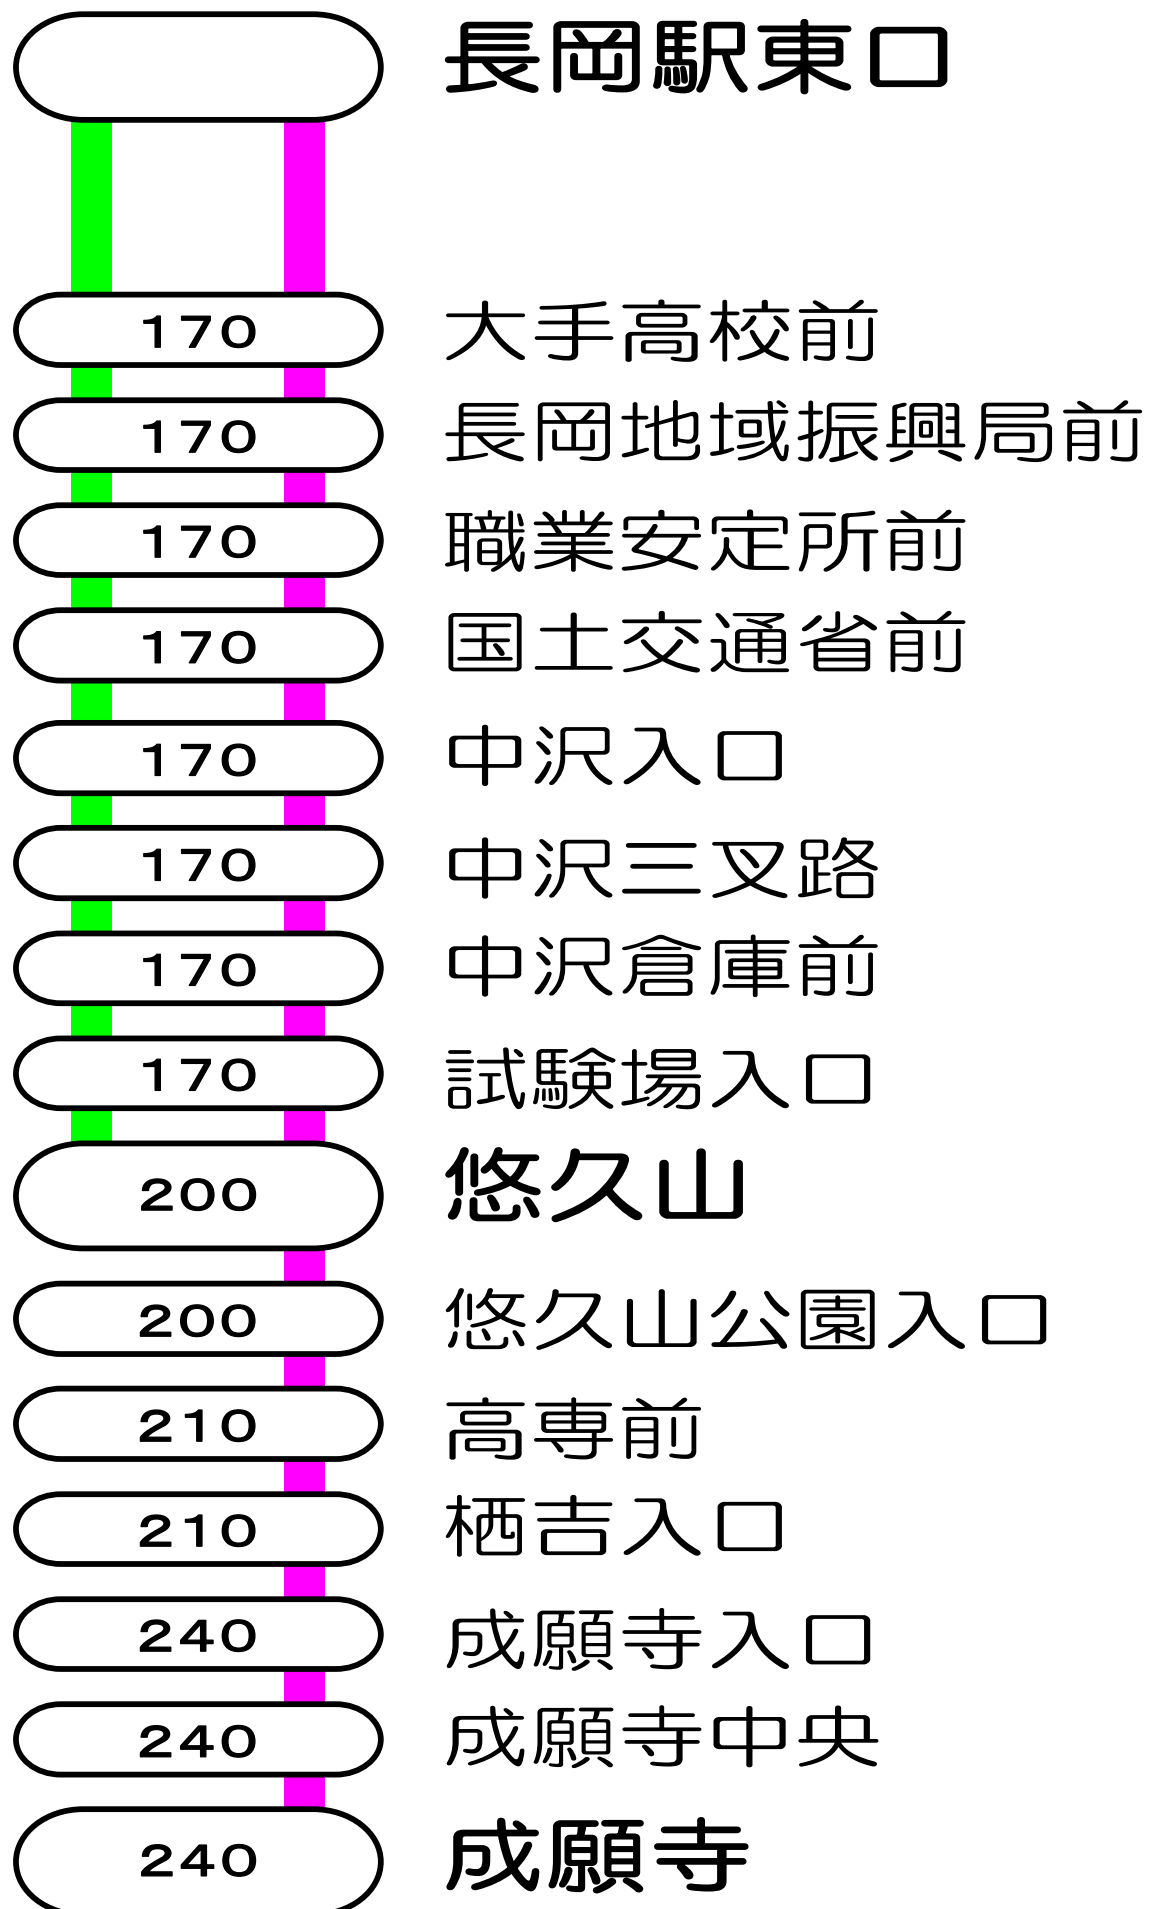 長岡駅東口
170 大手高校前
170 長岡地域振興局前
170 職業安定所前
170 国土交通省前
170 中沢入口
170 中沢三叉路
170 中沢倉庫前
170 試験場入口
200 悠久山
200 悠久山公園入口
210 高専前
210 栖吉入口
240 成願寺入口
240 成願寺中央
240 成願寺